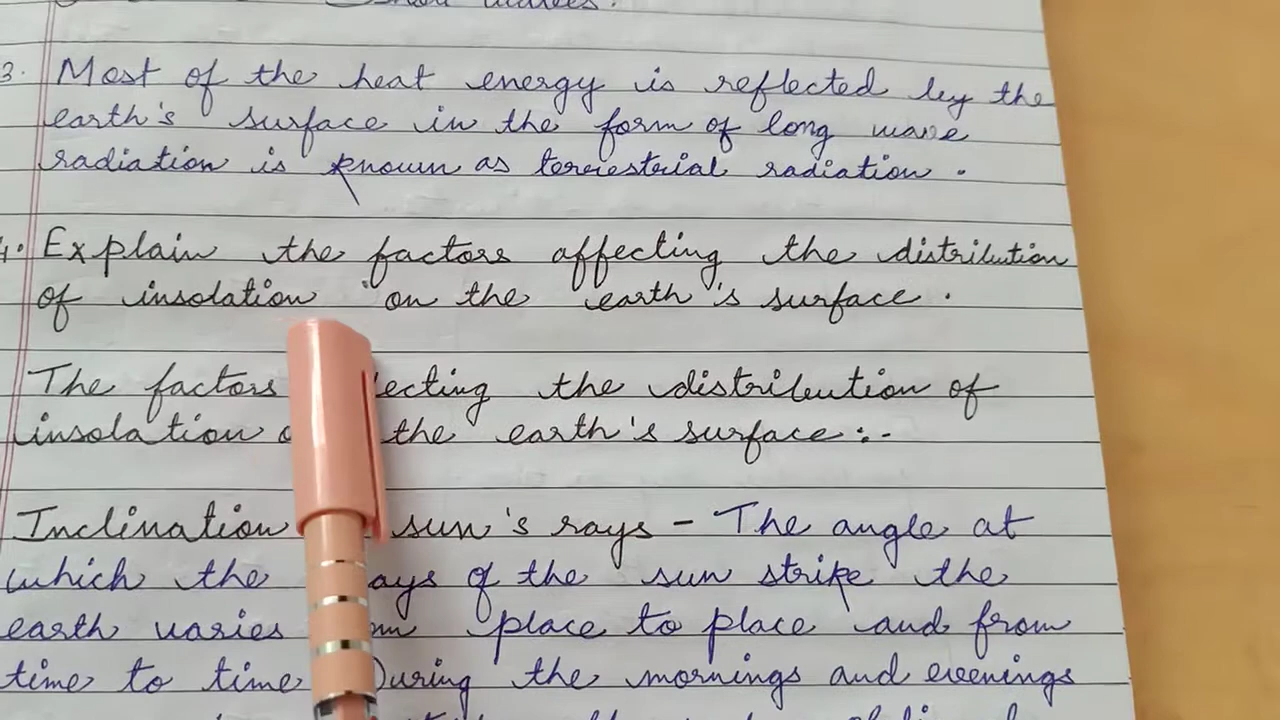 3. Most of the heat energy is reflected by the
earth's surface in the form of long wave
radiation is known as terrestrial radiation.
4. Explain the factors affecting the distribution
of insolation on the earth's surface.
The factors ecting the distribution of
insolation the earth's surface:-
Inclination sun's rays - The angle at
which the ays of the sun strike the
earth varies m place to place and from
time to time During the mornings and evenings